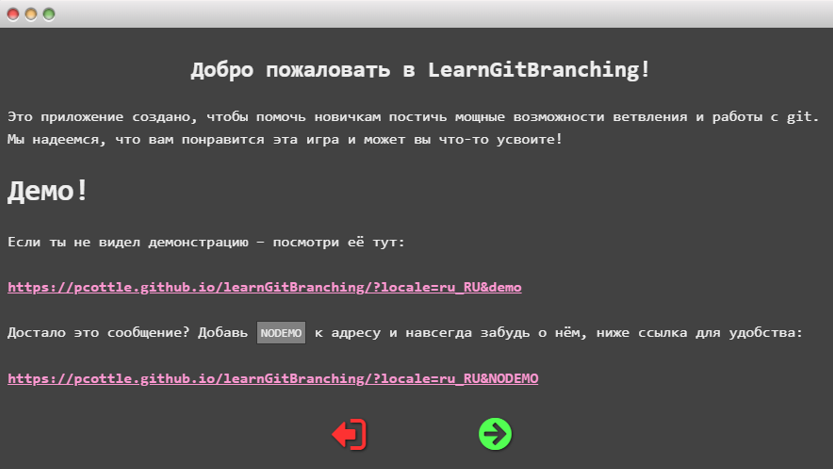 Добро пожаловать в LearnGitBranching!
Это приложение создано, чтобы помочь новичкам постичь мощные возможности ветвления и работы с git.
Мы надеемся, что вам понравится эта игра и может вы что-то усвоите!
Демо!
Если ты не видел демонстрацию – посмотри её тут:
https://pcottle.github.io/learnGitBranching/?locale=ru_RU&demo
Достало это сообщение? Добавь NODEMO к адресу и навсегда забудь о нём, ниже ссылка для удобства:
https://pcottle.github.io/learnGitBranching/?locale=ru_RU&NODEMO